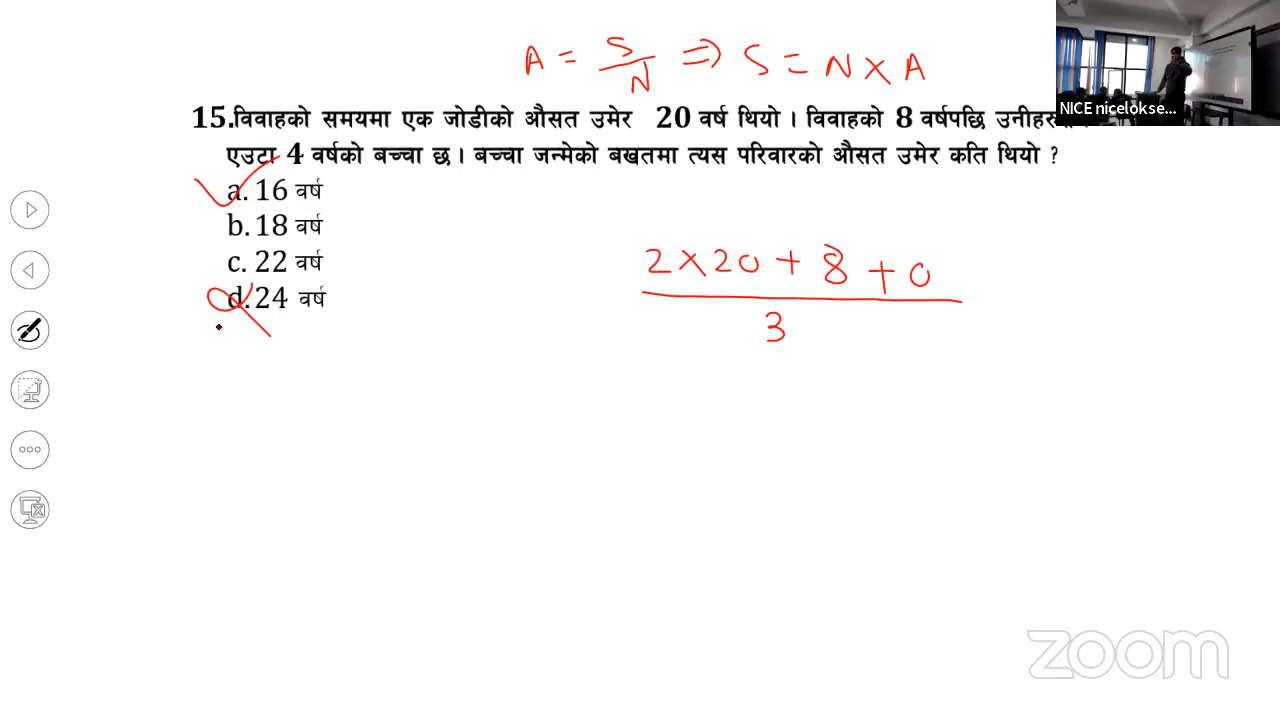 A = S/N ⇒ S = N × A
NICE nicelokse...
15.विवाहको समयमा एक जोडीको औसत उमेर 20 वर्ष थियो । विवाहको 8 वर्षपछि
एउटा 4 वर्षको बच्चा छ । बच्चा जन्मेको बखतमा त्यस परिवारको औसत उमेर कति थियो ?
a. 16 वर्ष
b. 18 वर्ष
c. 22 वर्ष
d. 24 वर्ष
2×20 + 8 + 0
3
zoom